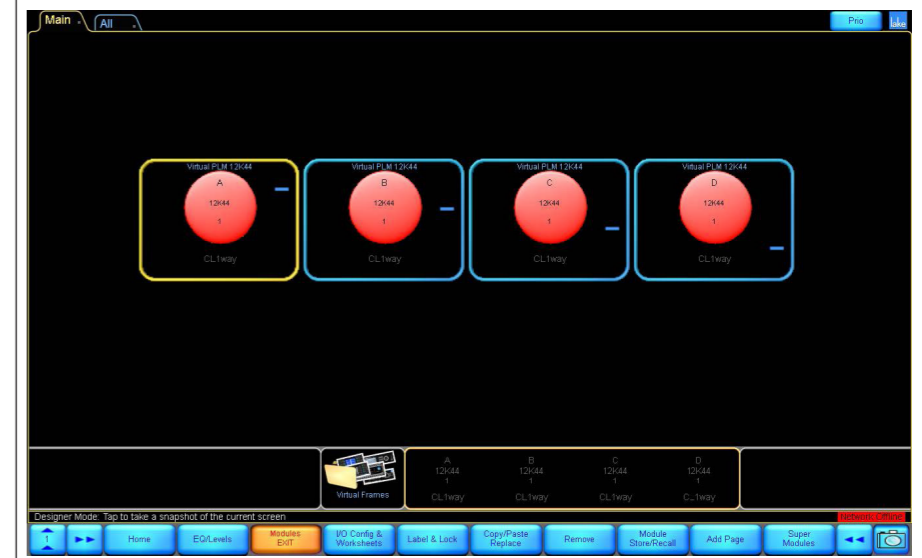 Main
All
Prio
lake
Virtual PLM 12K44
A
12K44
1
CL1way
Virtual PLM 12K44
B
12K44
1
CL1way
Virtual PLM 12K44
C
12K44
1
CL1way
Virtual PLM 12K44
D
12K44
1
CL1way
Virtual Frames
A
12K44
1
CL1way
B
12K44
1
CL1way
C
12K44
1
CL1way
D
12K44
1
C_1way
Designer Mode: Tap to take a snapshot of the current screen
Network Offline
1
Home
EQ/Levels
Modules
EXIT
I/O Config &
Worksheets
Label & Lock
Copy/Paste
Replace
Remove
Module
Store/Recall
Add Page
Super
Modules